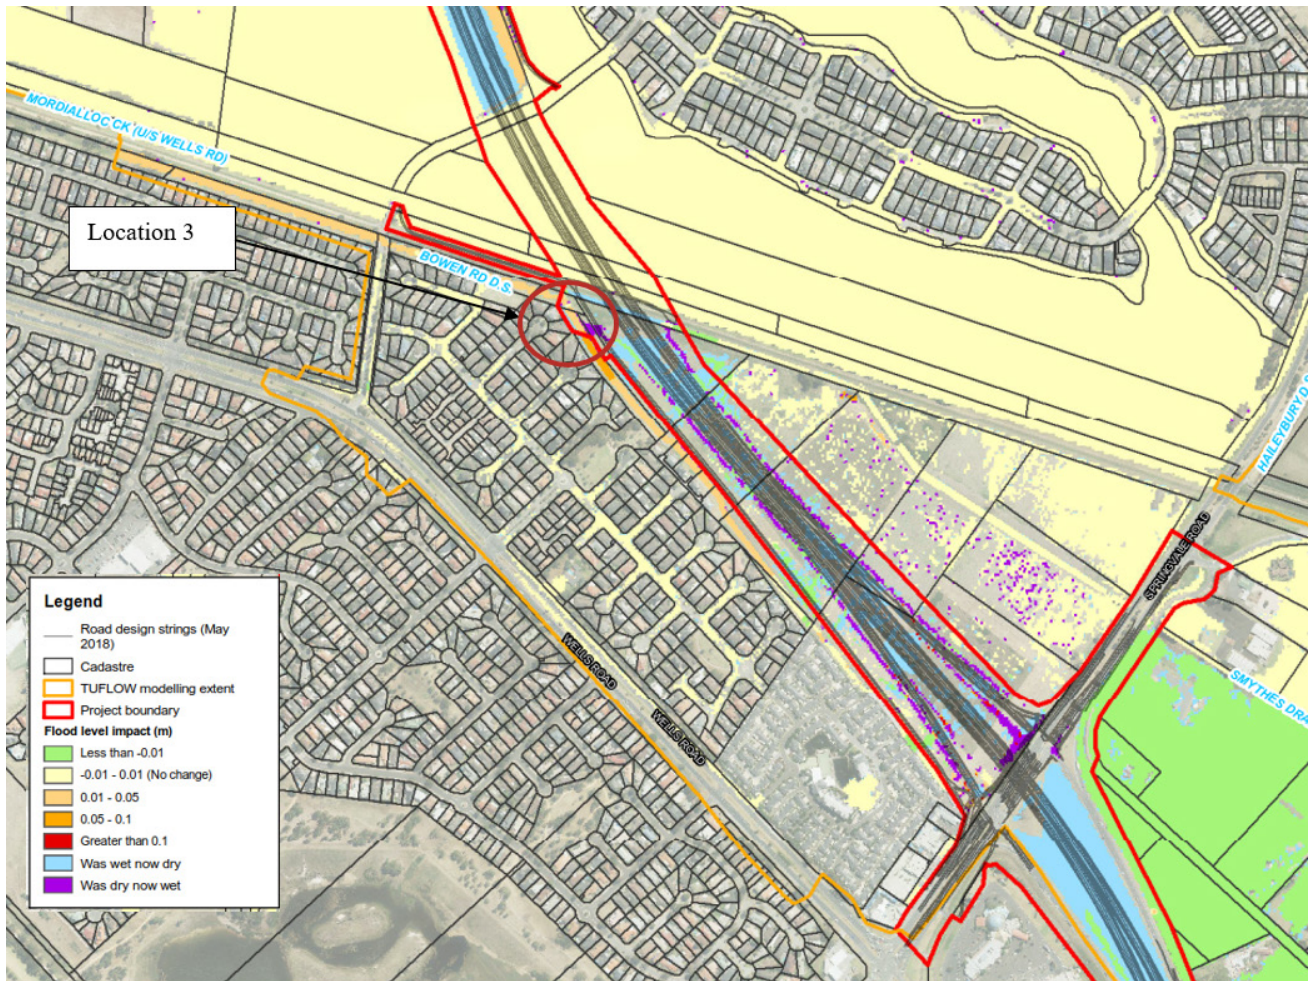 MORDIALLOC CK (U/S WELLS RD)
Location 3
BOWEN RD D.S.
HAILEYBURY D.S
SPRINGVALE ROAD
SMYTHES DRA
WELLS ROAD
WELLS ROAD
Legend
Road design strings (May
2018)
Cadastre
TUFLOW modelling extent
Project boundary
Flood level impact (m)
Less than -0.01
-0.01 - 0.01 (No change)
0.01 - 0.05
0.05 - 0.1
Greater than 0.1
Was wet now dry
Was dry now wet